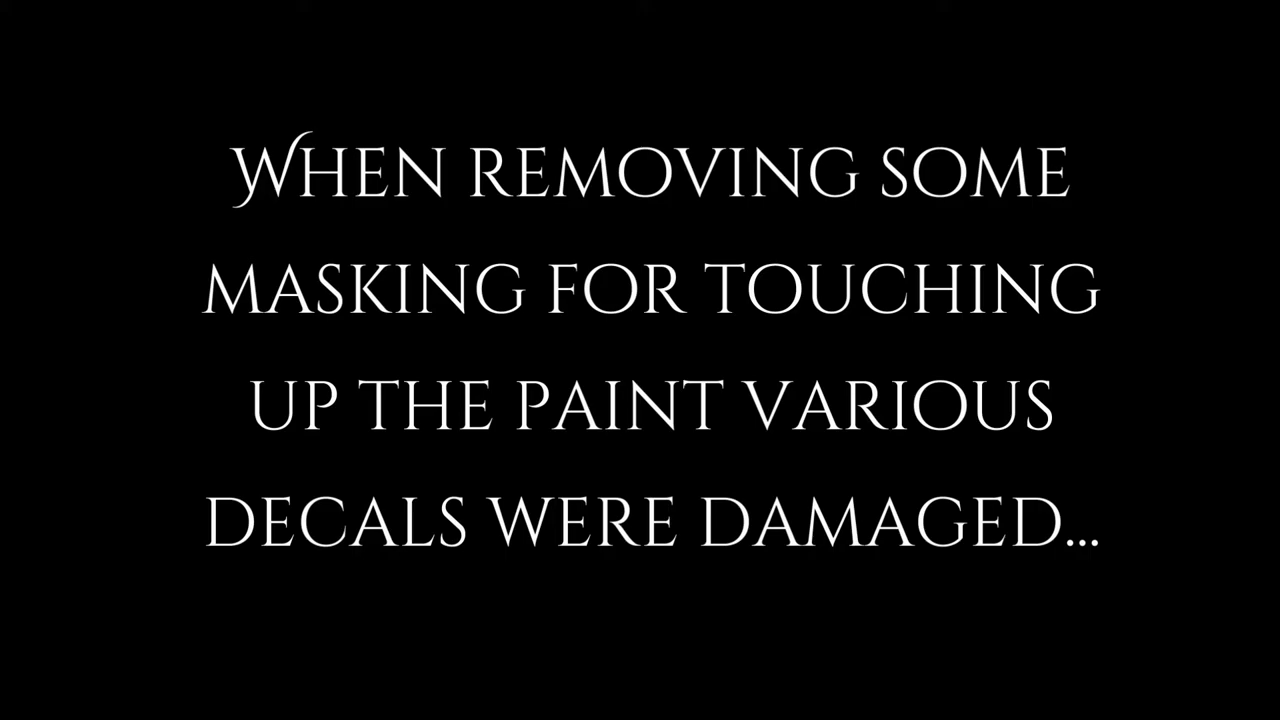 When removing some
masking for touching
up the paint various
decals were damaged...